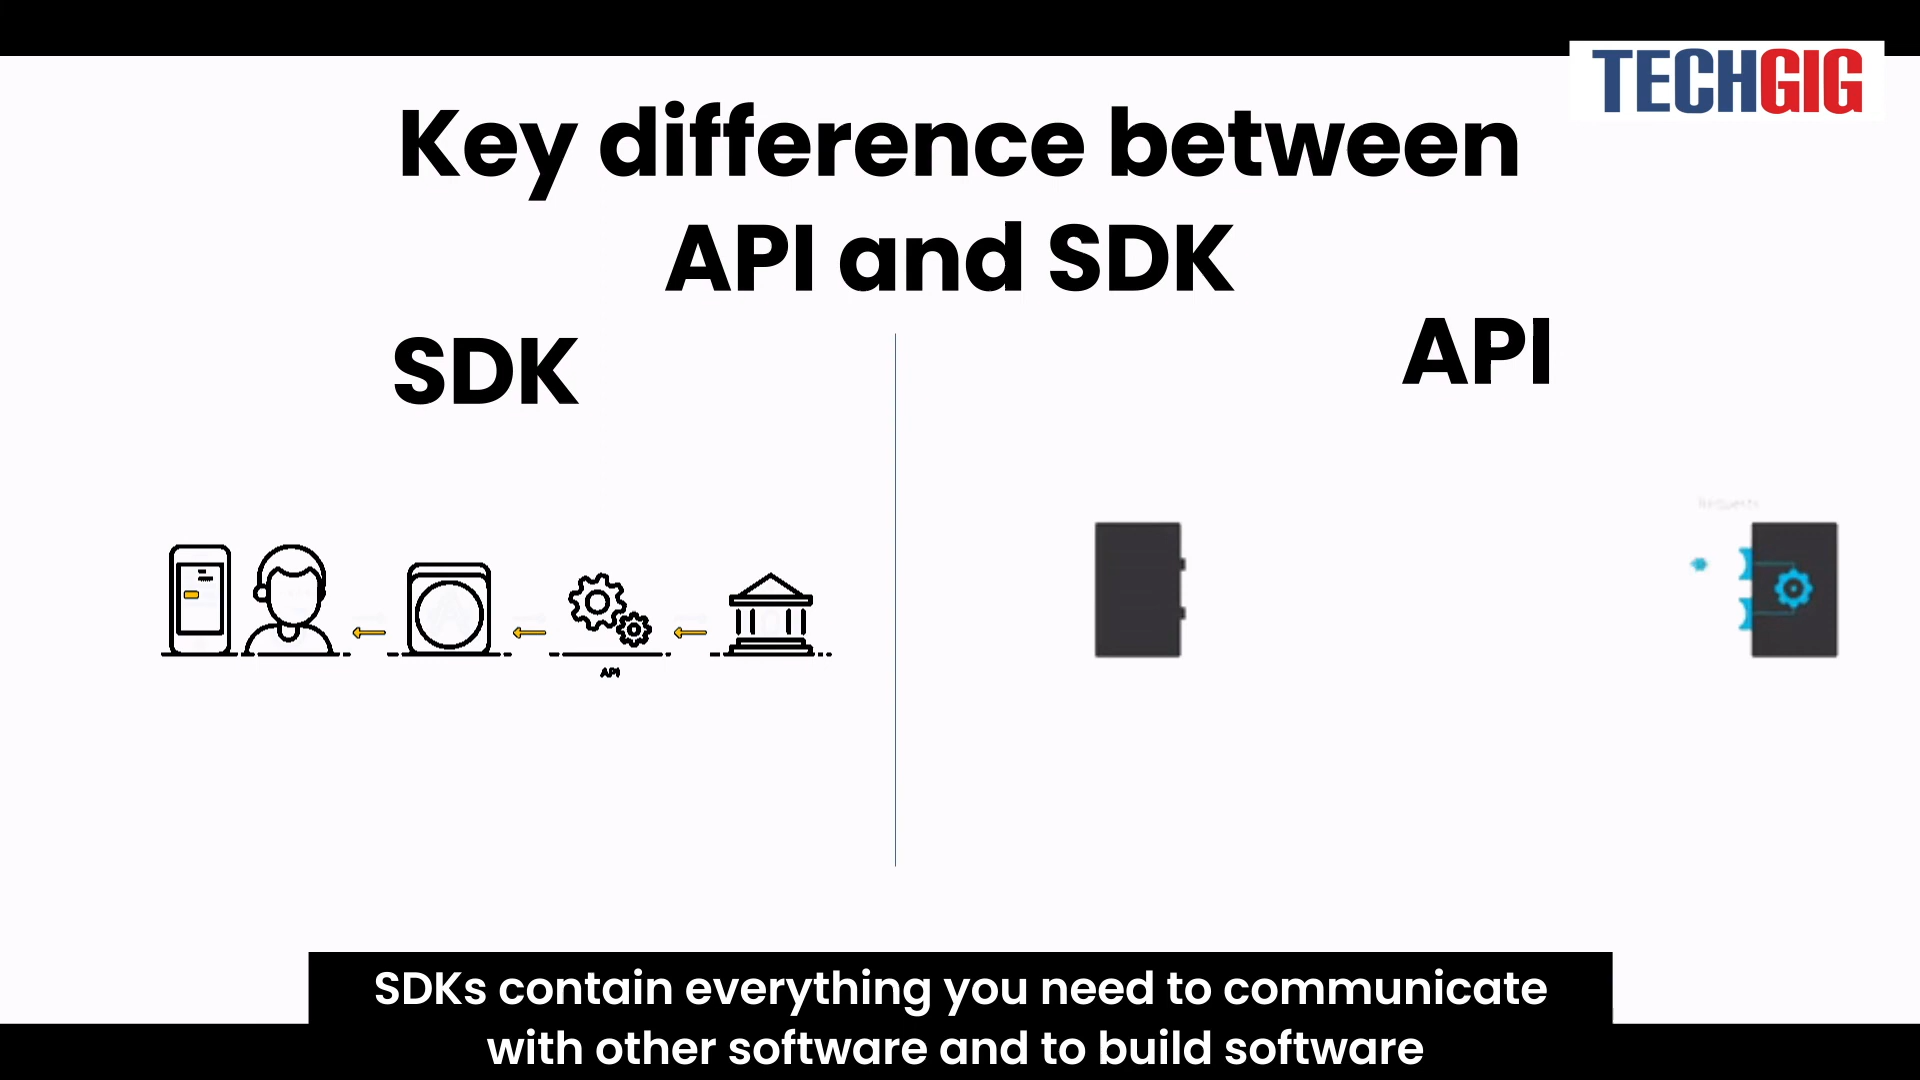 TECHGIG
Key difference between
API and SDK
SDK
API
Requests
API
SDKs contain everything you need to communicate
with other software and to build software